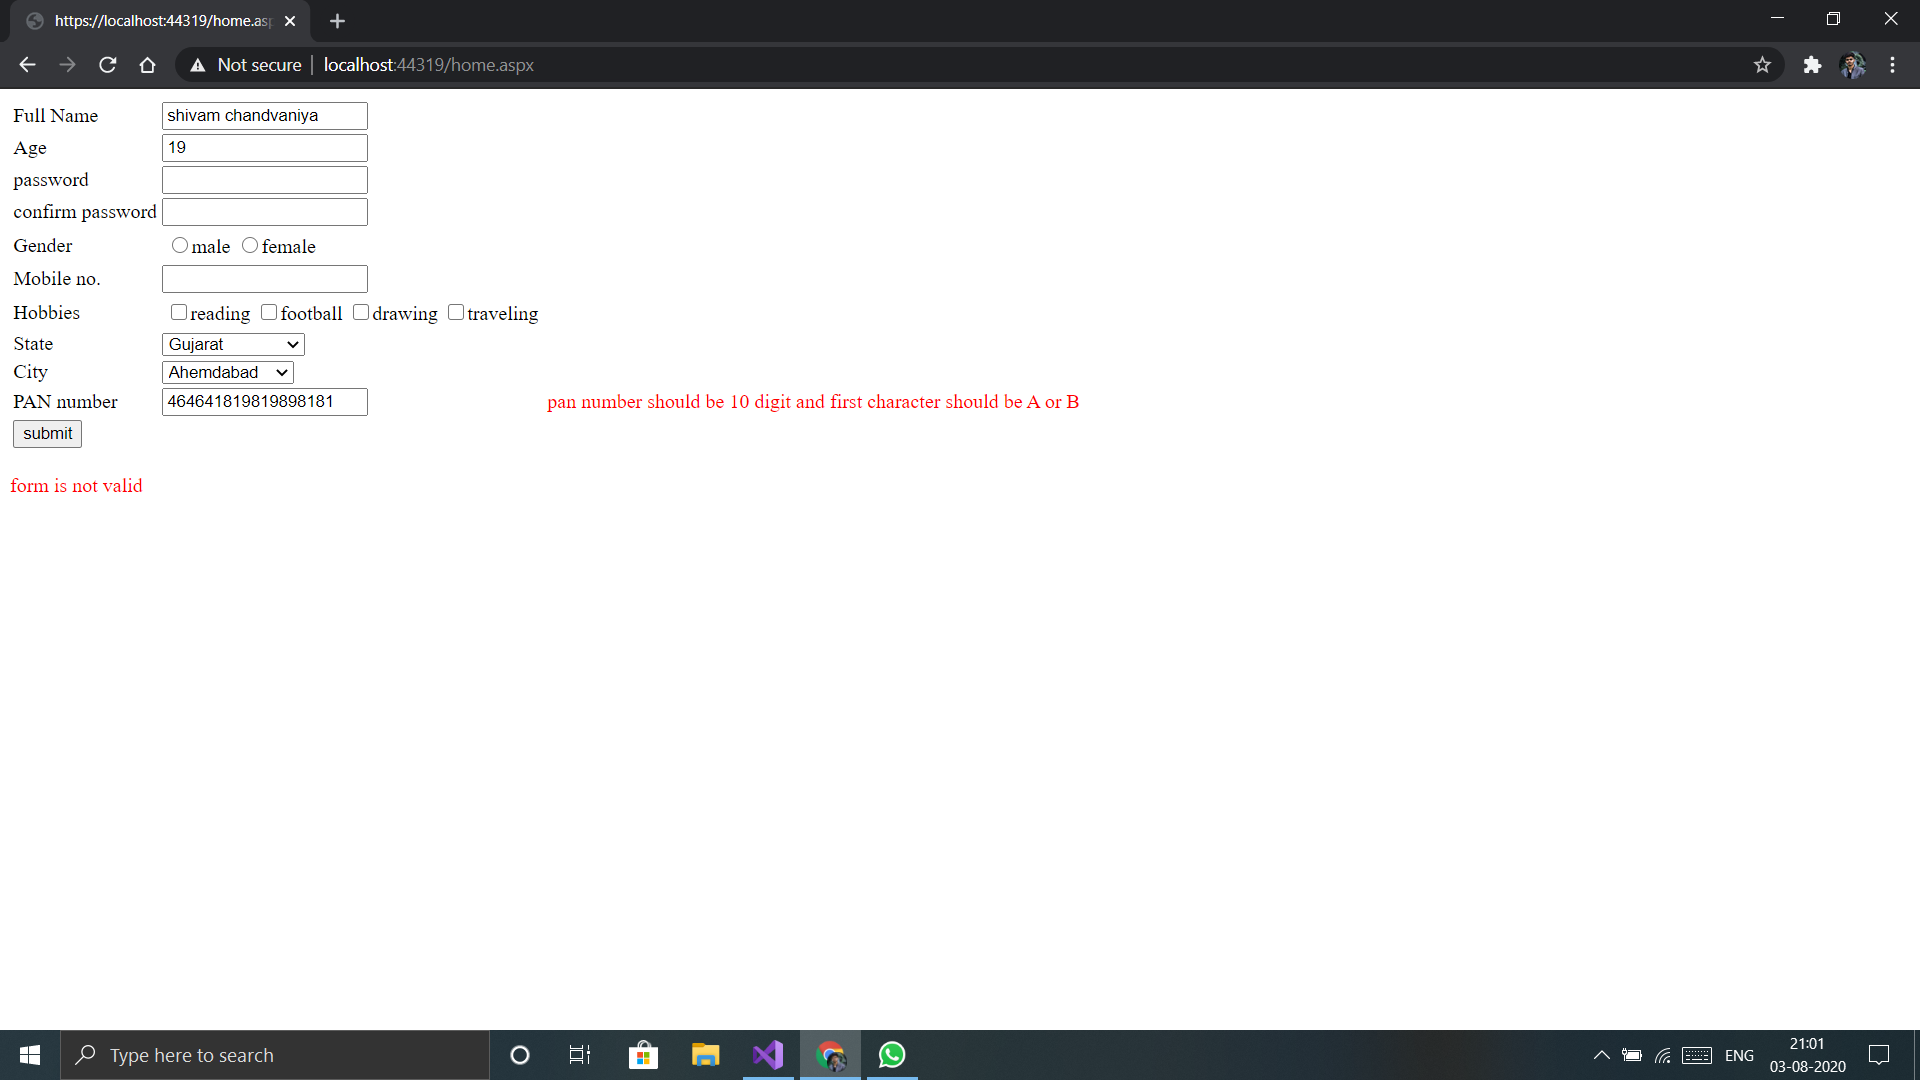 https://localhost:44319/home.asp
Not secure | localhost:44319/home.aspx
Full Name shivam chandvaniya
Age 19
password
confirm password
Gender male female
Mobile no.
Hobbies reading football drawing traveling
State Gujarat
City Ahemdabad
PAN number 464641819819898181 pan number should be 10 digit and first character should be A or B
submit
form is not valid
Type here to search
ENG
21:01
03-08-2020